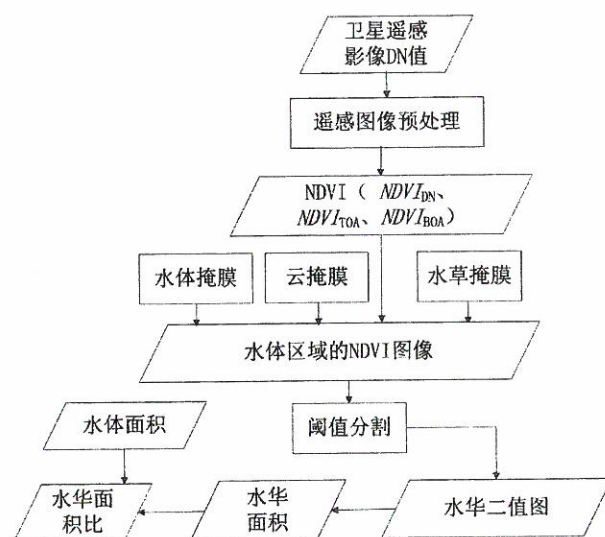 卫星遥感
影像DN值
遥感图像预处理
NDVI（ NDVI_DN、
NDVI_TOA、NDVI_BOA）
水体掩膜
云掩膜
水草掩膜
水体区域的NDVI图像
水体面积
阈值分割
水华面
积比
水华
面积
水华二值图